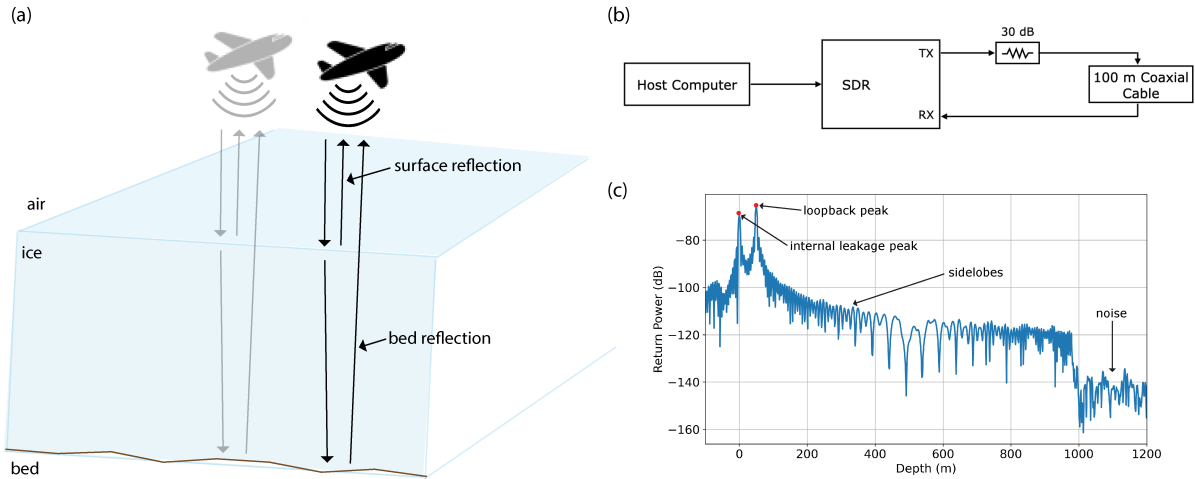 (a)
surface reflection
air
ice
bed reflection
bed
(b)
30 dB
TX
Host Computer
SDR
100 m Coaxial
Cable
RX
(c)
loopback peak
internal leakage peak
sidelobes
noise
Return Power (dB)
−80
−100
−120
−140
−160
0
200
400
600
800
1000
1200
Depth (m)